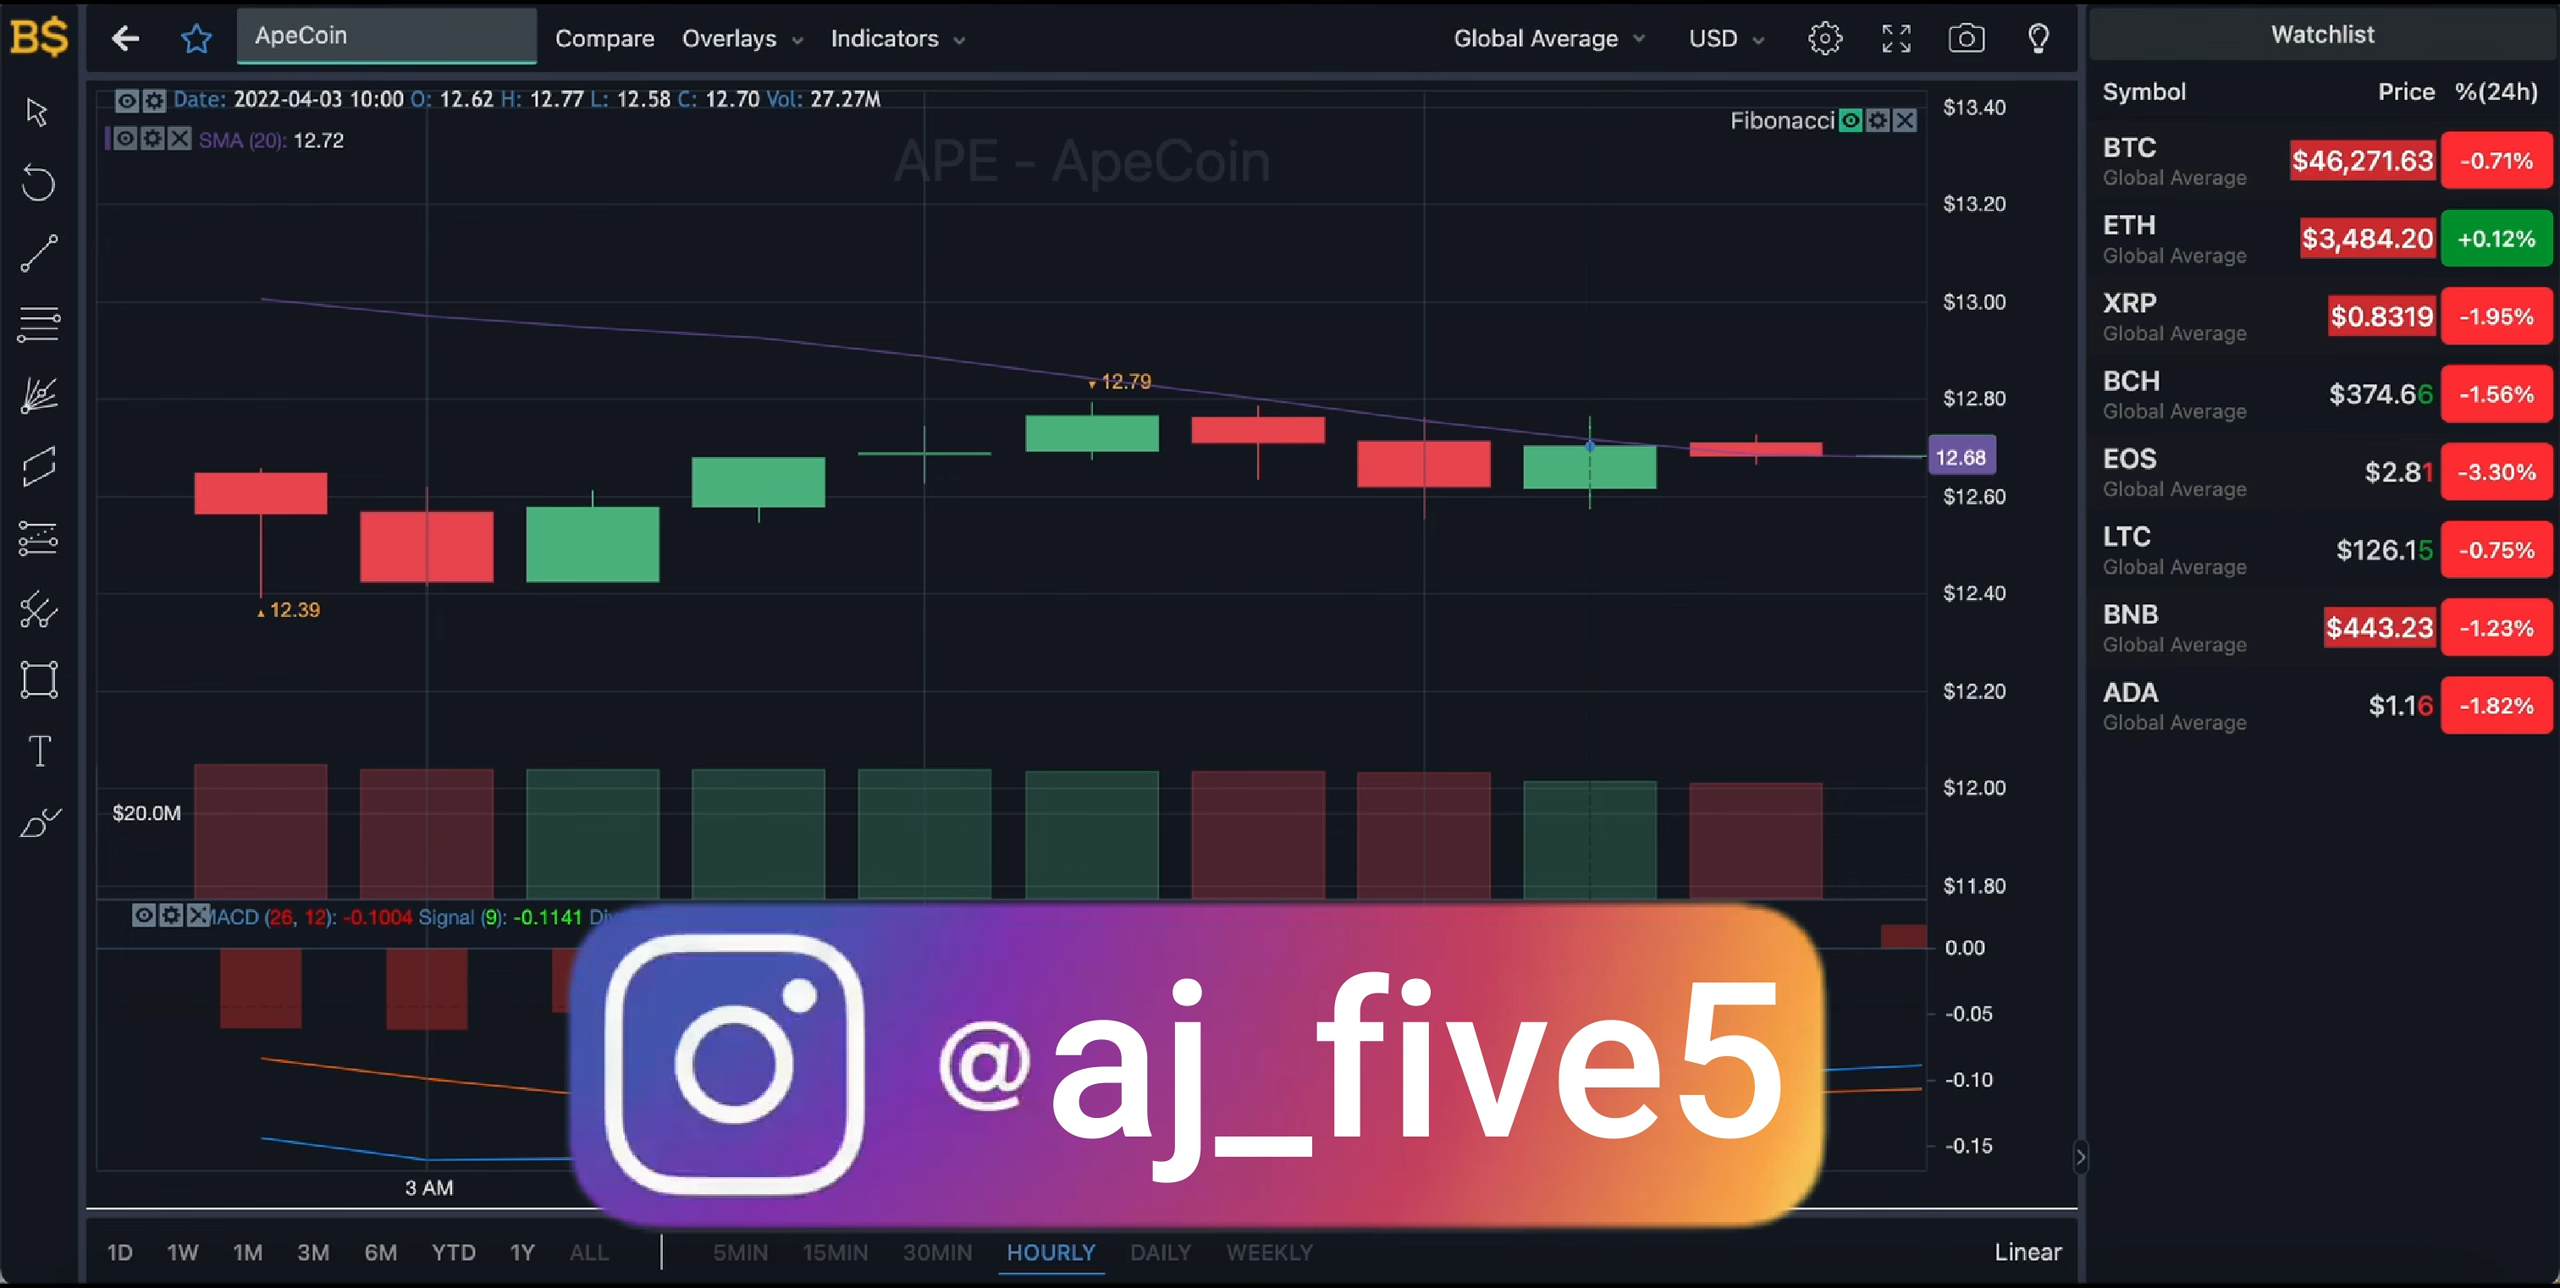 B$
ApeCoin
Compare
Overlays
Indicators
Global Average
USD
Date: 2022-04-03 10:00 O: 12.62 H: 12.77 L: 12.58 C: 12.70 Vol: 27.27M
SMA (20): 12.72
APE - ApeCoin
Fibonacci
12.79
12.39
$13.40
$13.20
$13.00
$12.80
12.68
$12.60
$12.40
$12.20
$12.00
$11.80
$20.0M
MACD (26, 12): -0.1004 Signal (9): -0.1141
0.00
-0.05
-0.10
-0.15
@aj_five5
3 AM
1D 1W 1M 3M 6M YTD 1Y ALL
5MIN 15MIN 30MIN HOURLY DAILY WEEKLY
Linear
Watchlist
Symbol Price %(24h)
BTC $46,271.63 -0.71%
Global Average
ETH $3,484.20 +0.12%
Global Average
XRP $0.8319 -1.95%
Global Average
BCH $374.66 -1.56%
Global Average
EOS $2.81 -3.30%
Global Average
LTC $126.15 -0.75%
Global Average
BNB $443.23 -1.23%
Global Average
ADA $1.16 -1.82%
Global Average